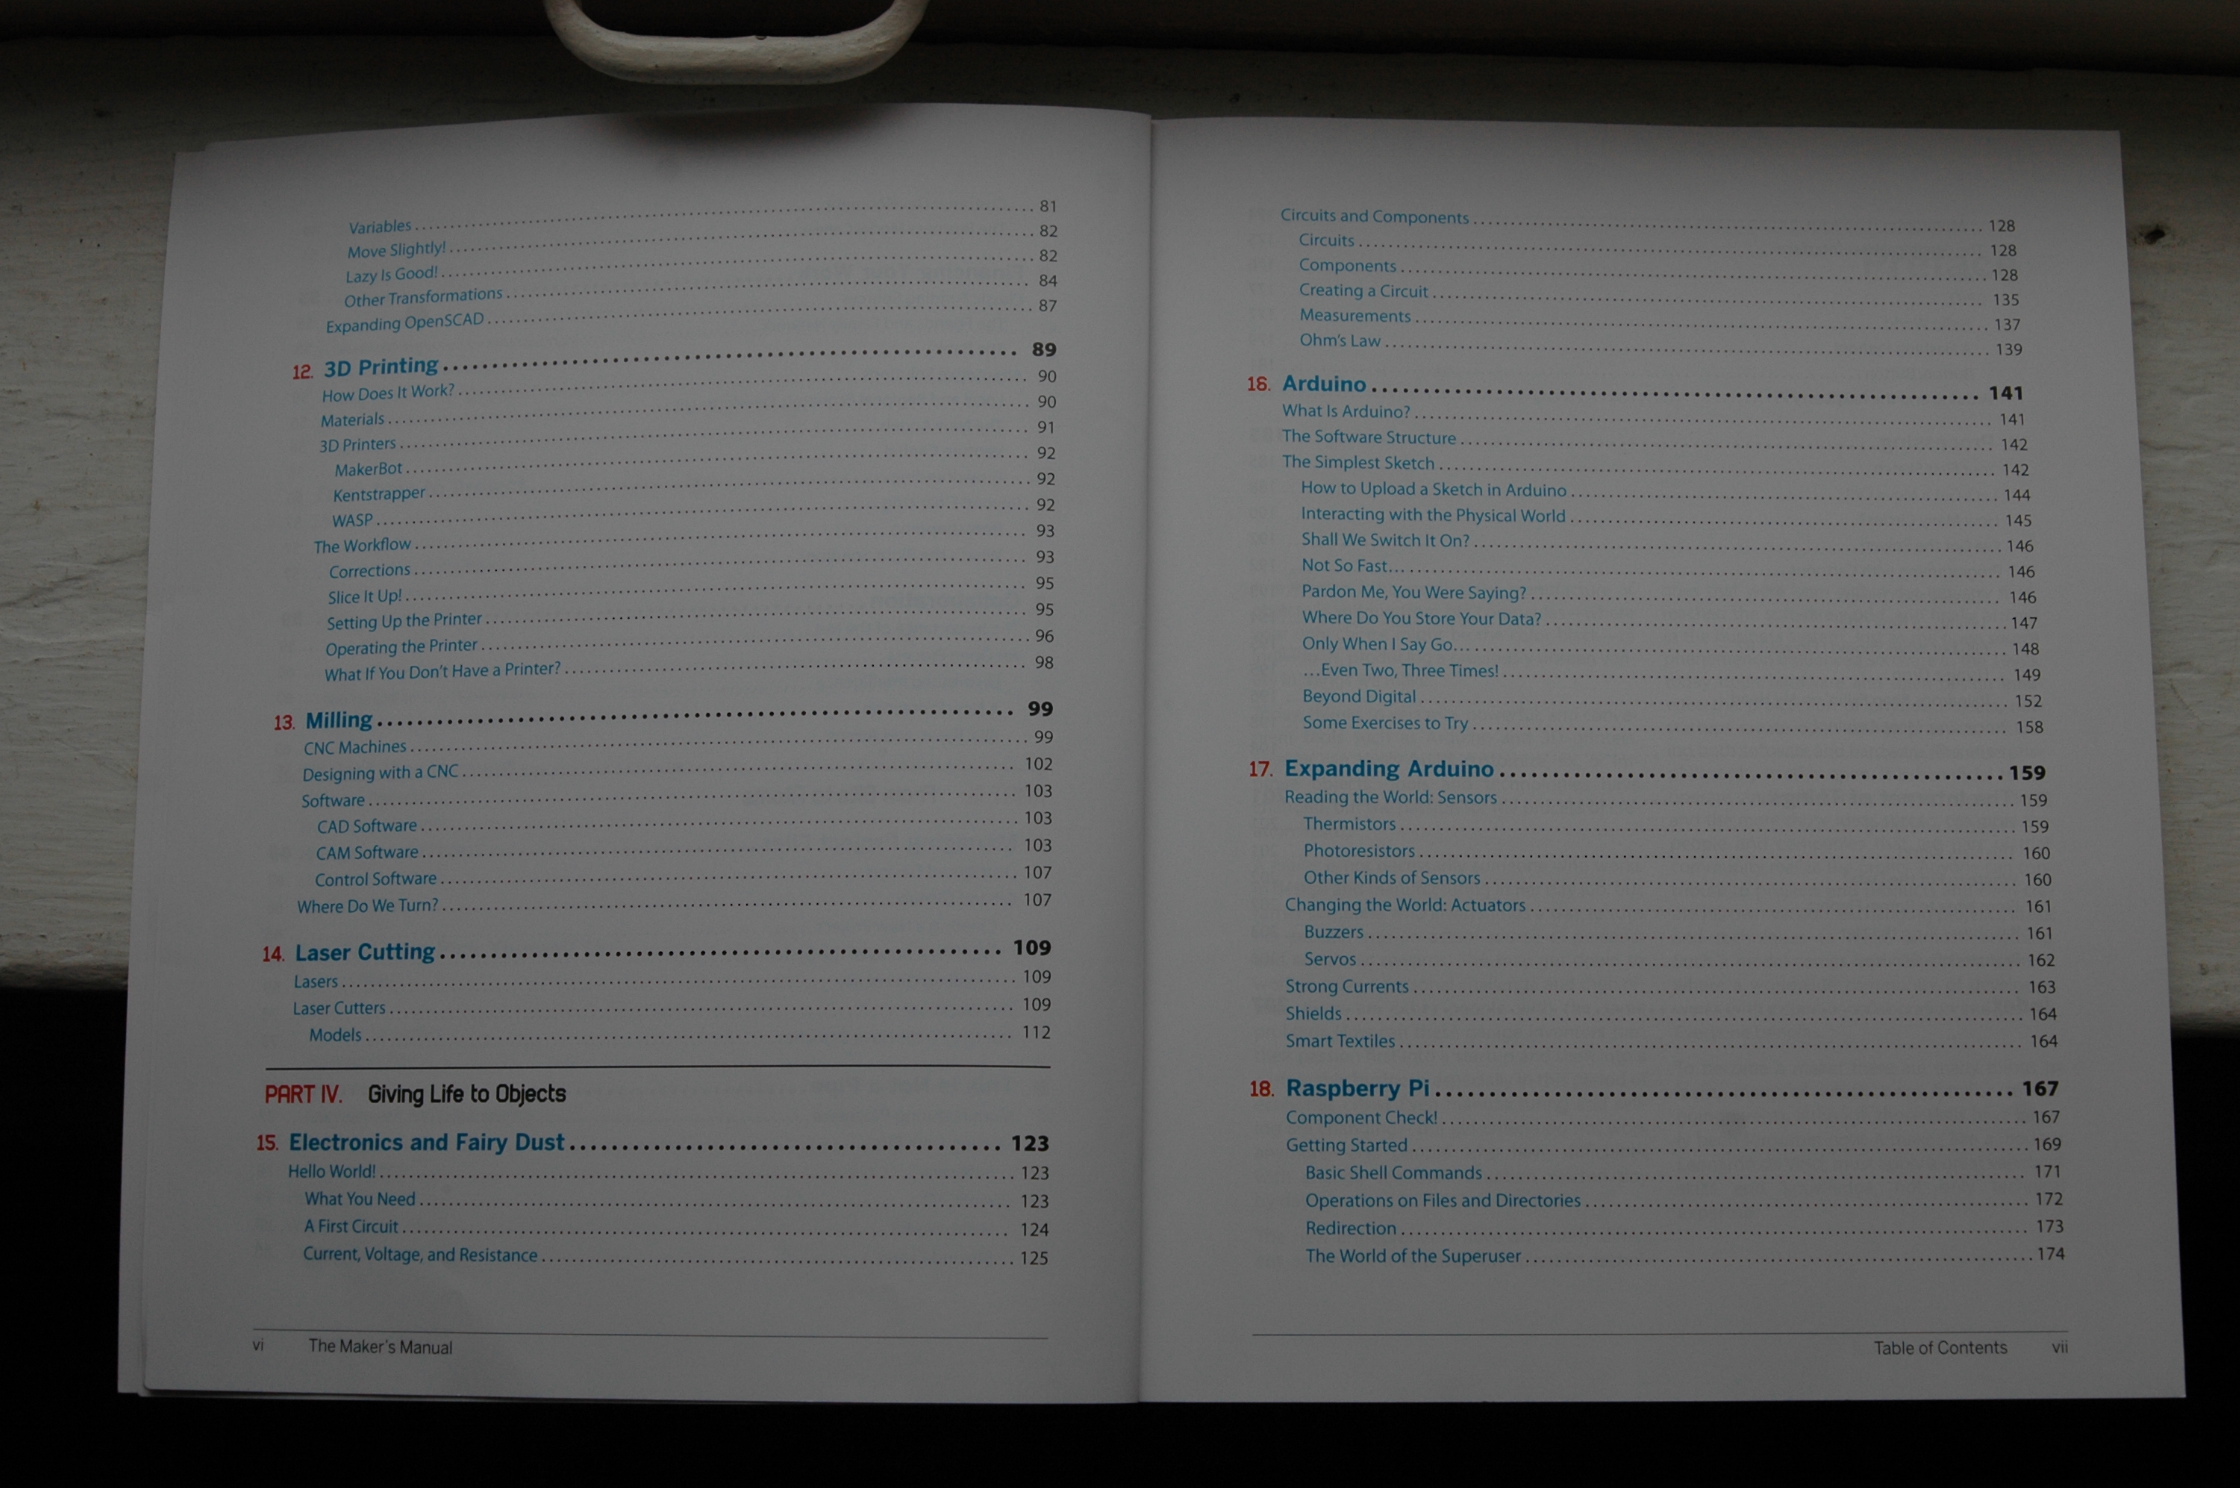 Variables 81
Move Slightly! 82
Lazy Is Good! 82
Other Transformations 84
Expanding OpenSCAD 87
12. 3D Printing 89
How Does It Work? 90
Materials 90
3D Printers 91
MakerBot 92
Kentstrapper 92
WASP 92
The Workflow 93
Corrections 93
Slice It Up! 95
Setting Up the Printer 95
Operating the Printer 96
What If You Don't Have a Printer? 98
13. Milling 99
CNC Machines 99
Designing with a CNC 102
Software 103
CAD Software 103
CAM Software 103
Control Software 107
Where Do We Turn? 107
14. Laser Cutting 109
Lasers 109
Laser Cutters 109
Models 112
PART IV. Giving Life to Objects
15. Electronics and Fairy Dust 123
Hello World! 123
What You Need 123
A First Circuit 124
Current, Voltage, and Resistance 125
vi The Maker's Manual
Circuits and Components 128
Circuits 128
Components 128
Creating a Circuit 135
Measurements 137
Ohm's Law 139
16. Arduino 141
What Is Arduino? 141
The Software Structure 142
The Simplest Sketch 142
How to Upload a Sketch in Arduino 144
Interacting with the Physical World 145
Shall We Switch It On? 146
Not So Fast... 146
Pardon Me, You Were Saying? 146
Where Do You Store Your Data? 147
Only When I Say Go... 148
...Even Two, Three Times! 149
Beyond Digital 152
Some Exercises to Try 158
17. Expanding Arduino 159
Reading the World: Sensors 159
Thermistors 159
Photoresistors 160
Other Kinds of Sensors 160
Changing the World: Actuators 161
Buzzers 161
Servos 162
Strong Currents 163
Shields 164
Smart Textiles 164
18. Raspberry Pi 167
Component Check! 167
Getting Started 169
Basic Shell Commands 171
Operations on Files and Directories 172
Redirection 173
The World of the Superuser 174
Table of Contents vii